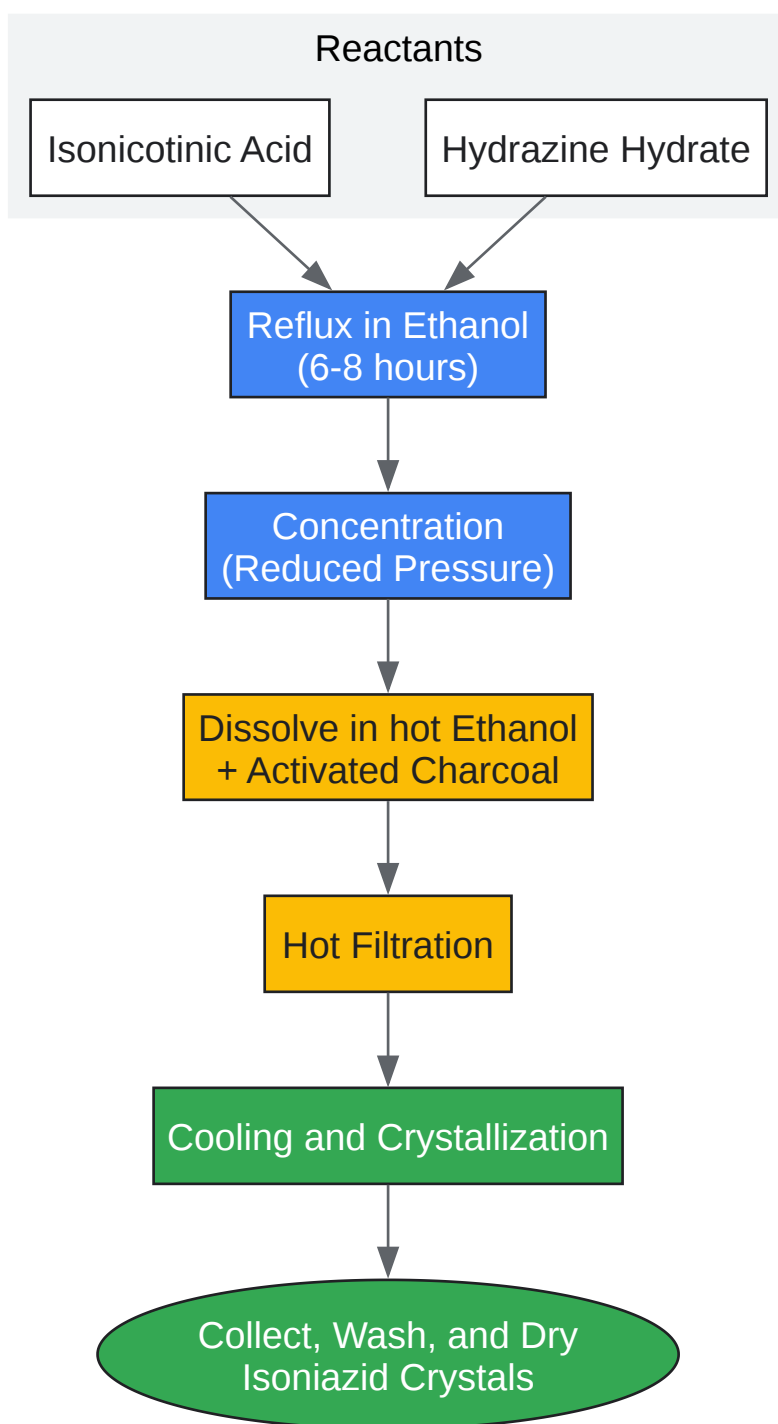 Reactants
Isonicotinic Acid
Hydrazine Hydrate
Reflux in Ethanol
(6-8 hours)
Concentration
(Reduced Pressure)
Dissolve in hot Ethanol
+ Activated Charcoal
Hot Filtration
Cooling and Crystallization
Collect, Wash, and Dry
Isoniazid Crystals